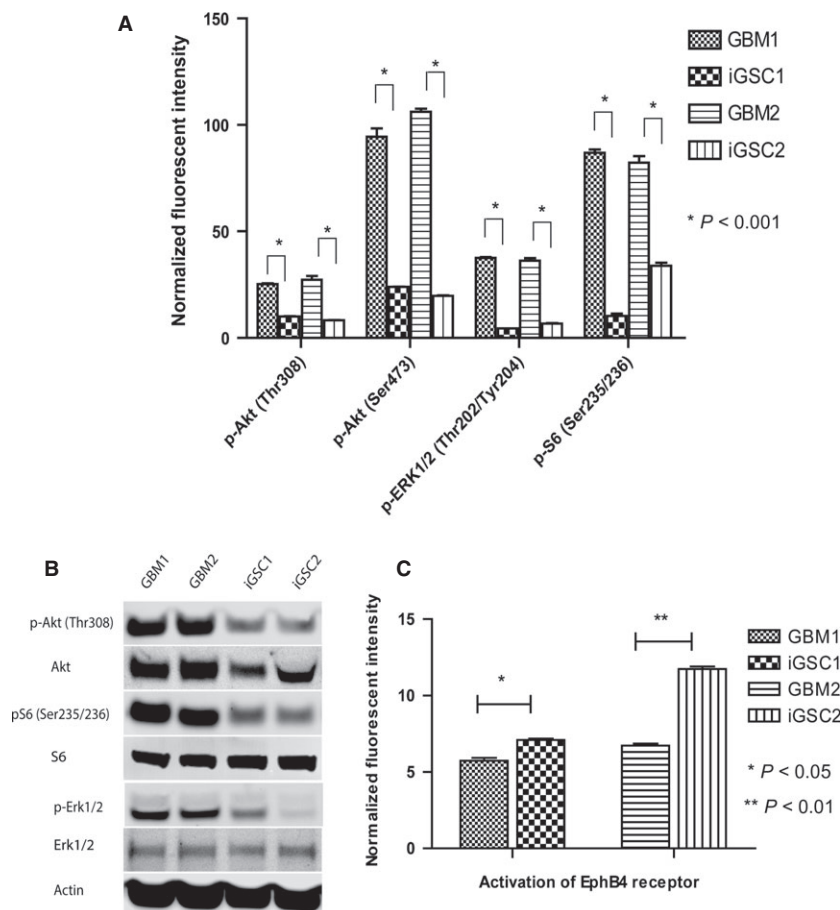 A
Normalized fluorescent intensity
150
100
50
0
* * * * * * * *
p-Akt (Thr308)
p-Akt (Ser473)
p-ERK1/2 (Thr202/Tyr204)
p-S6 (Ser235/236)
GBM1
iGSC1
GBM2
iGSC2
* P < 0.001
B
GBM1 GBM2 iGSC1 iGSC2
p-Akt (Thr308)
Akt
pS6 (Ser235/236)
S6
p-Erk1/2
Erk1/2
Actin
C
Normalized fluorescent intensity
15
10
5
0
* **
Activation of EphB4 receptor
GBM1
iGSC1
GBM2
iGSC2
* P < 0.05
** P < 0.01